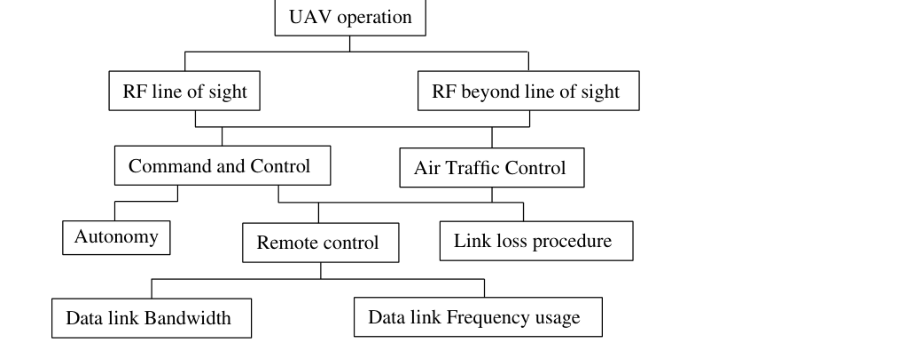 UAV operation
RF line of sight
RF beyond line of sight
Command and Control
Air Traffic Control
Autonomy
Remote control
Link loss procedure
Data link Bandwidth
Data link Frequency usage